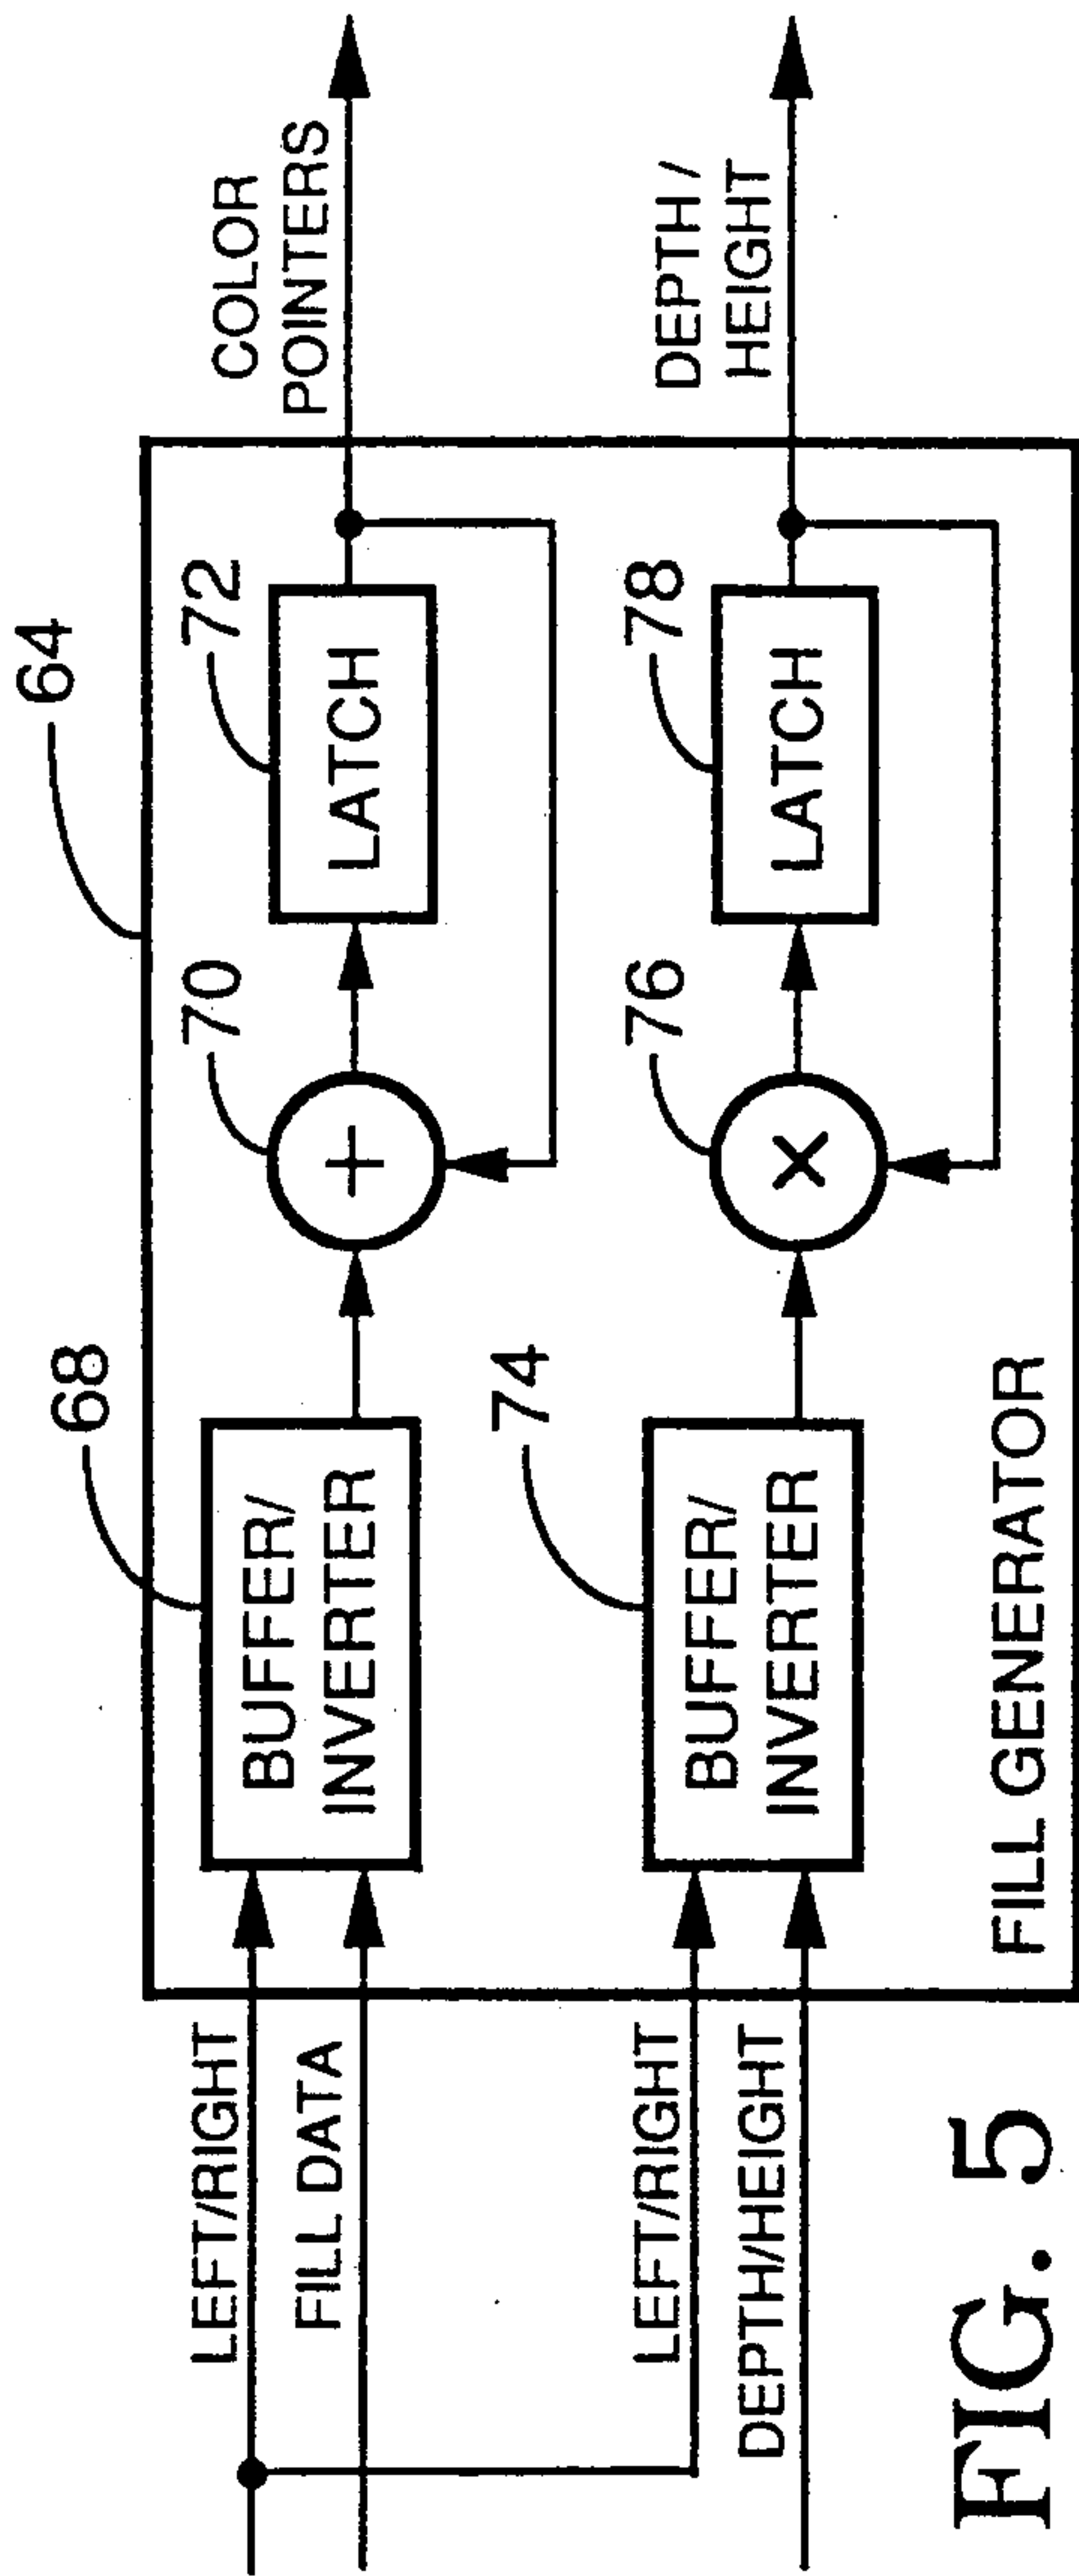 64
COLOR
POINTERS
68
70
72
LEFT/RIGHT
FILL DATA
BUFFER/
INVERTER
+
LATCH
DEPTH /
HEIGHT
74
76
78
LEFT/RIGHT
DEPTH/HEIGHT
BUFFER/
INVERTER
×
LATCH
FILL GENERATOR
FIG. 5